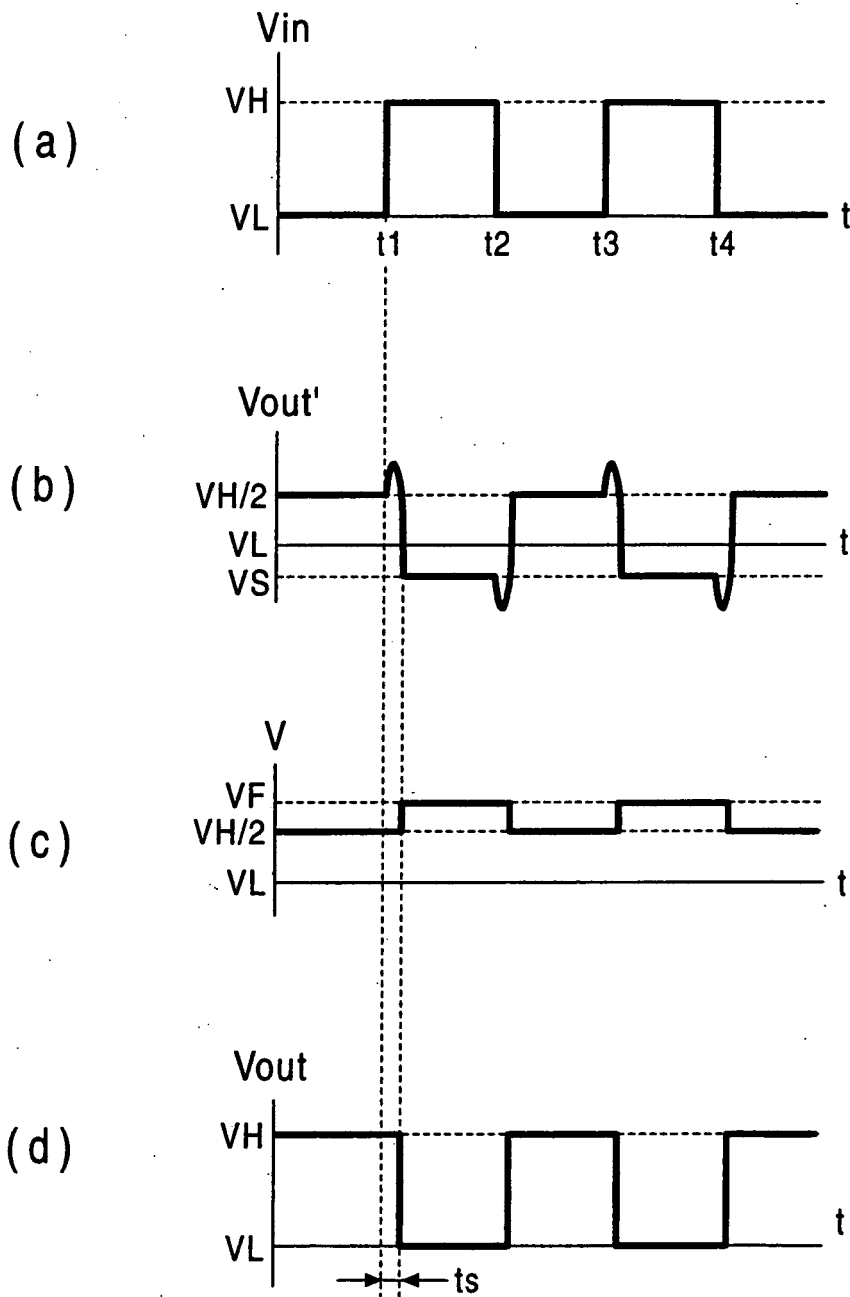 Vin
VH
(a)
VL
t
t1 t2 t3 t4
Vout'
(b)
VH/2
VL
t
VS
V
VF
VH/2
(c)
VL
t
Vout
VH
(d)
t
VL
ts